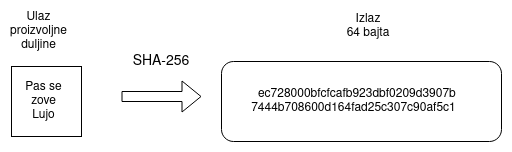 Ulaz
proizvoljne
duljine
Pas se
zove
Lujo
SHA-256
Izlaz
64 bajta
ec728000bfcfcafb923dbf0209d3907b
7444b708600d164fad25c307c90af5c1